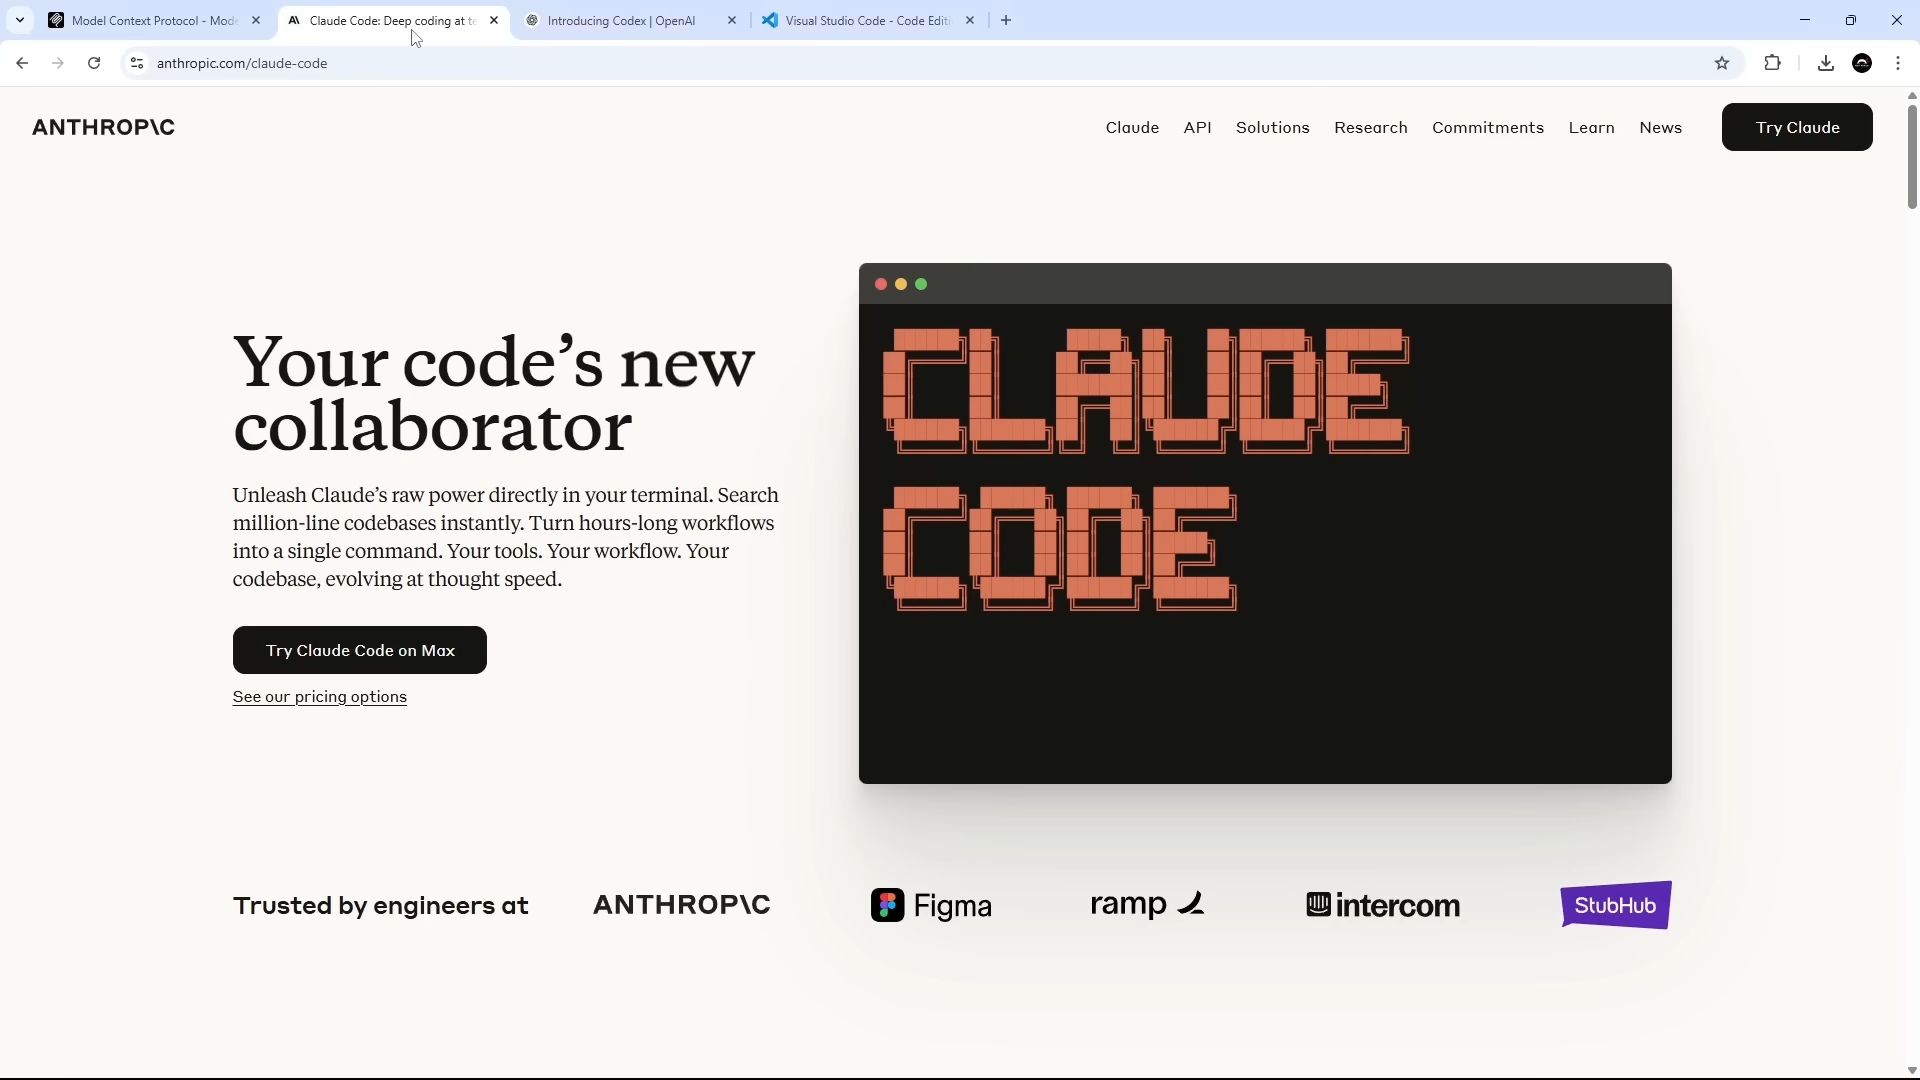 Model Context Protocol - Mode
Claude Code: Deep coding at te
Introducing Codex | OpenAI
Visual Studio Code - Code Editi
anthropic.com/claude-code
ANTHROP\C
Claude
API
Solutions
Research
Commitments
Learn
News
Try Claude
Your code's new
collaborator
Unleash Claude's raw power directly in your terminal. Search
million-line codebases instantly. Turn hours-long workflows
into a single command. Your tools. Your workflow. Your
codebase, evolving at thought speed.
Try Claude Code on Max
See our pricing options
CLAUDE
CODE
Trusted by engineers at
ANTHROP\C
Figma
ramp
intercom
StubHub